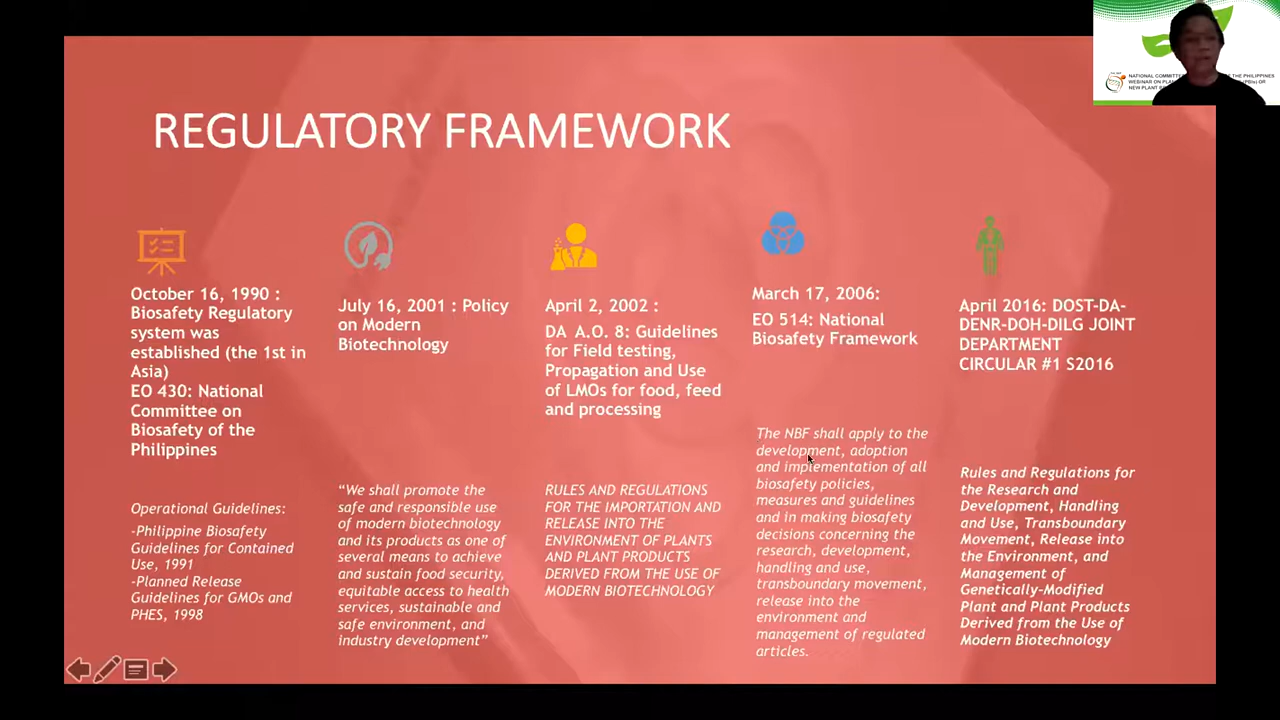 REGULATORY FRAMEWORK
October 16, 1990 :
Biosafety Regulatory
system was
established (the 1st in
Asia)
EO 430: National
Committee on
Biosafety of the
Philippines
Operational Guidelines:
-Philippine Biosafety
Guidelines for Contained
Use, 1991
-Planned Release
Guidelines for GMOs and
PHES, 1998
July 16, 2001 : Policy
on Modern
Biotechnology
“We shall promote the
safe and responsible use
of modern biotechnology
and its products as one of
several means to achieve
and sustain food security,
equitable access to health
services, sustainable and
safe environment, and
industry development”
April 2, 2002 :
DA A.O. 8: Guidelines
for Field testing,
Propagation and Use
of LMOs for food, feed
and processing
RULES AND REGULATIONS
FOR THE IMPORTATION AND
RELEASE INTO THE
ENVIRONMENT OF PLANTS
AND PLANT PRODUCTS
DERIVED FROM THE USE OF
MODERN BIOTECHNOLOGY
March 17, 2006:
EO 514: National
Biosafety Framework
The NBF shall apply to the
development, adoption
and implementation of all
biosafety policies,
measures and guidelines
and in making biosafety
decisions concerning the
research, development,
handling and use,
transboundary movement,
release into the
environment and
management of regulated
articles.
April 2016: DOST-DA-
DENR-DOH-DILG JOINT
DEPARTMENT
CIRCULAR #1 S2016
Rules and Regulations for
the Research and
Development, Handling
and Use, Transboundary
Movement, Release into
the Environment, and
Management of
Genetically-Modified
Plant and Plant Products
Derived from the Use of
Modern Biotechnology
NATIONAL COMMITTEE THE PHILIPPINES
WEBINAR ON OR
NEW PLANT